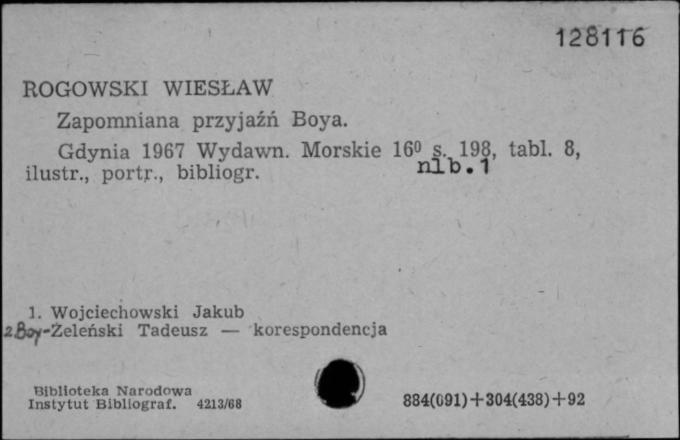 128116
ROGOWSKI WIESŁAW
Zapomniana przyjaźń Boya.
Gdynia 1967 Wydawn. Morskie 16⁰ s. 198, tabl. 8,
nlb.1
ilustr., portr., bibliogr.
1. Wojciechowski Jakub
2. Boy-Żeleński Tadeusz — korespondencja
Biblioteka Narodowa
Instytut Bibliograf. 4213/68
884(091)+304(438)+92